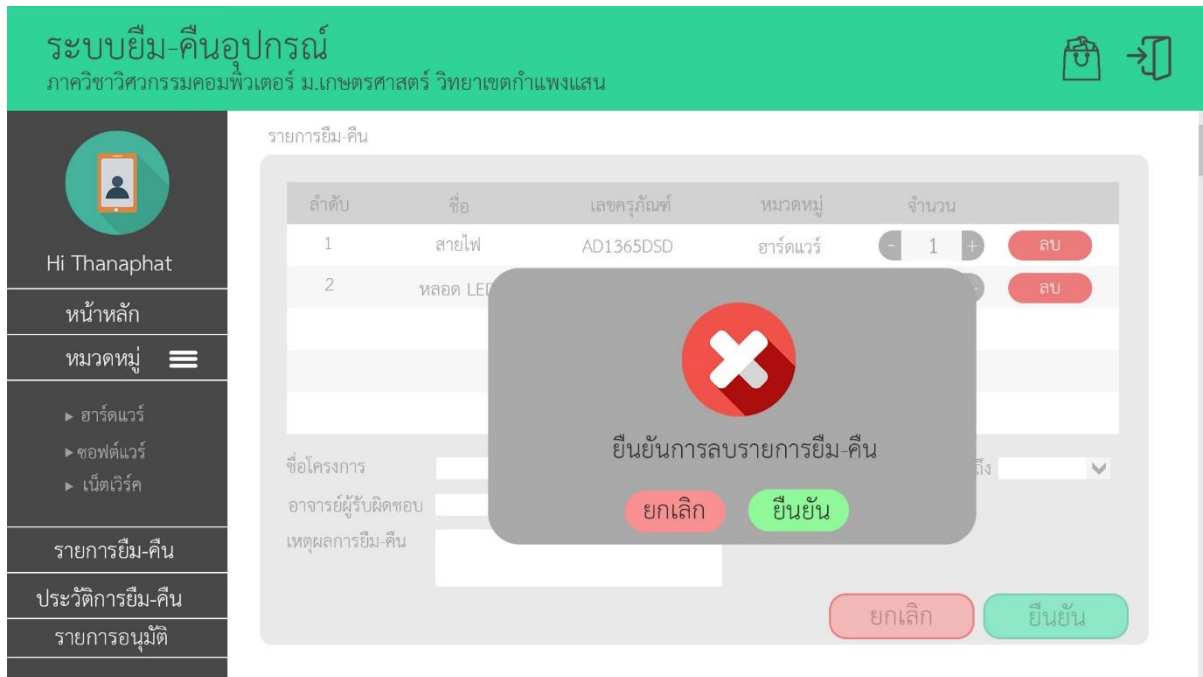 ระบบยืม-คืนอุปกรณ์
ภาควิชาวิศวกรรมคอมพิวเตอร์ ม.เกษตรศาสตร์ วิทยาเขตกำแพงแสน
Hi Thanaphat
หน้าหลัก
หมวดหมู่
ฮาร์ดแวร์
ซอฟต์แวร์
เน็ตเวิร์ค
รายการยืม-คืน
ประวัติการยืม-คืน
รายการอนุมัติ
รายการยืม-คืน
ลำดับ ชื่อ เลขครุภัณฑ์ หมวดหมู่ จำนวน
1 สายไฟ AD1365DSD ฮาร์ดแวร์ - 1 + ลบ
2 หลอด LED ลบ
ยืนยันการลบรายการยืม-คืน
ยกเลิก ยืนยัน
ชื่อโครงการ ถึง
อาจารย์ผู้รับผิดชอบ
เหตุผลการยืม-คืน
ยกเลิก ยืนยัน